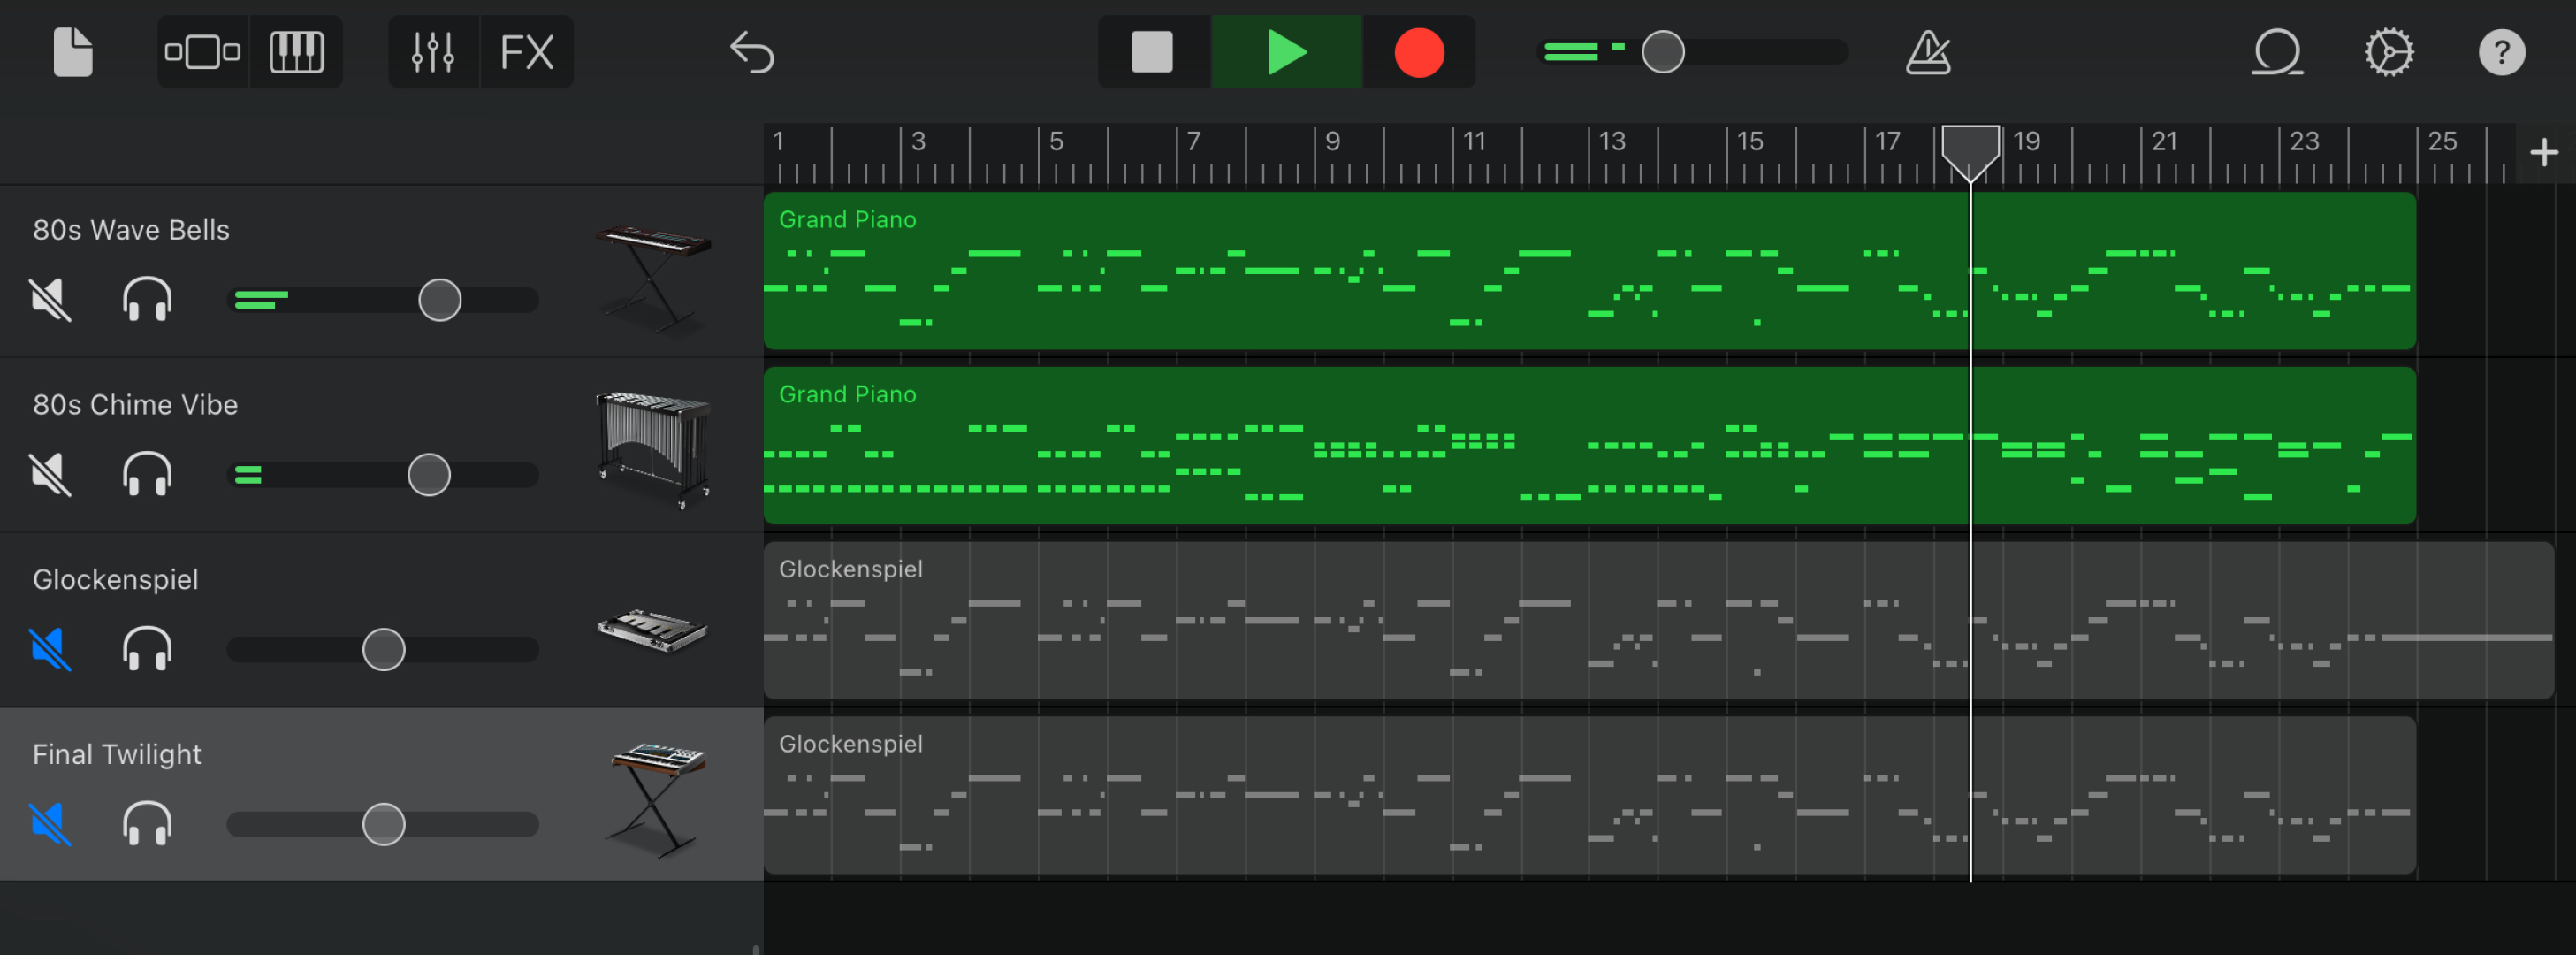 FX
?
1 3 5 7 9 11 13 15 17 19 21 23 25 +
80s Wave Bells
Grand Piano
80s Chime Vibe
Grand Piano
Glockenspiel
Glockenspiel
Final Twilight
Glockenspiel